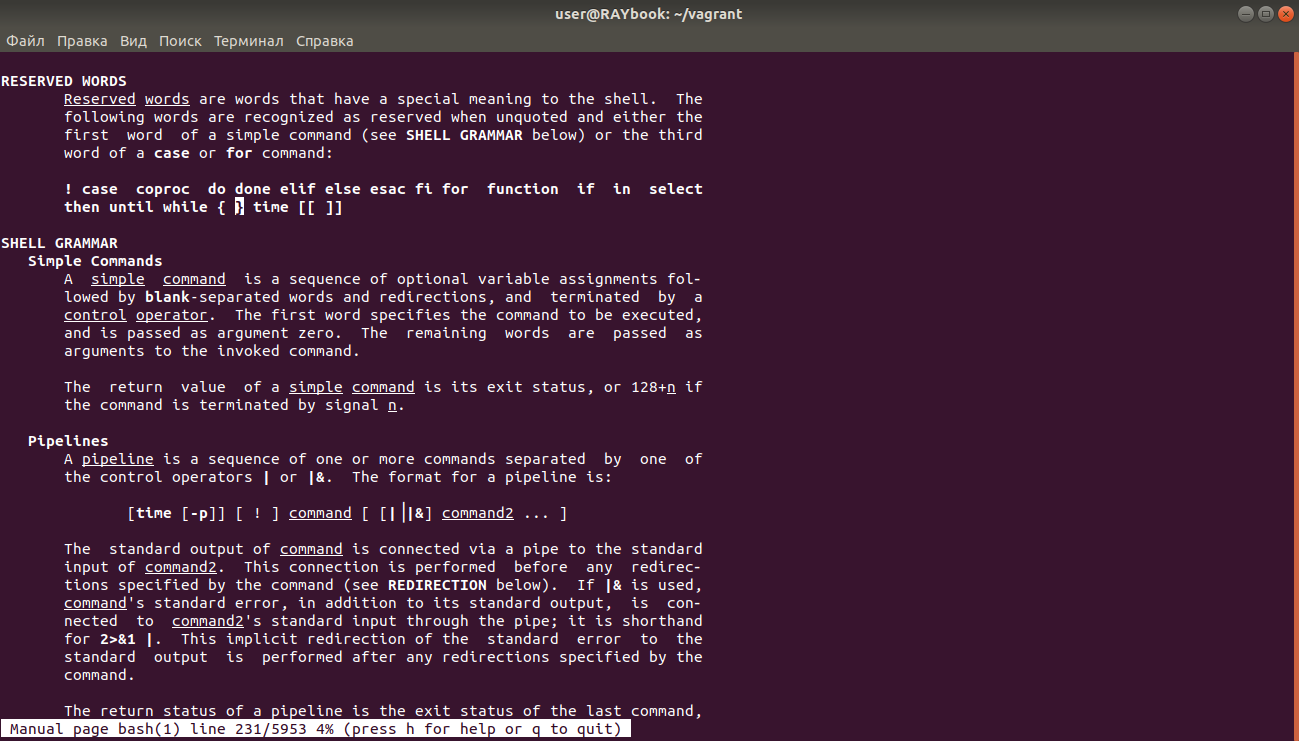 user@RAYbook: ~/vagrant
Файл Правка Вид Поиск Терминал Справка
RESERVED WORDS
Reserved words are words that have a special meaning to the shell.  The
following words are recognized as reserved when unquoted and either the
first  word  of a simple command (see SHELL GRAMMAR below) or the third
word of a case or for command:
! case  coproc  do done elif else esac fi for  function  if  in  select
then until while { } time [[ ]]
SHELL GRAMMAR
Simple Commands
A  simple  command  is a sequence of optional variable assignments fol-
lowed by blank-separated words and redirections, and  terminated  by  a
control operator.  The first word specifies the command to be executed,
and is passed as argument zero.  The  remaining  words  are  passed  as
arguments to the invoked command.
The  return  value  of a simple command is its exit status, or 128+n if
the command is terminated by signal n.
Pipelines
A pipeline is a sequence of one or more commands separated  by  one  of
the control operators | or |&.  The format for a pipeline is:
[time [-p]] [ ! ] command [ [| |&] command2 ... ]
The  standard output of command is connected via a pipe to the standard
input of command2.  This connection is performed  before  any  redirec-
tions specified by the command (see REDIRECTION below).  If |& is used,
command's standard error, in addition to its standard output,  is  con-
nected  to  command2's standard input through the pipe; it is shorthand
for 2>&1 |.  This implicit redirection of the  standard  error  to  the
standard  output  is  performed after any redirections specified by the
command.
The return status of a pipeline is the exit status of the last command,
Manual page bash(1) line 231/5953 4% (press h for help or q to quit)